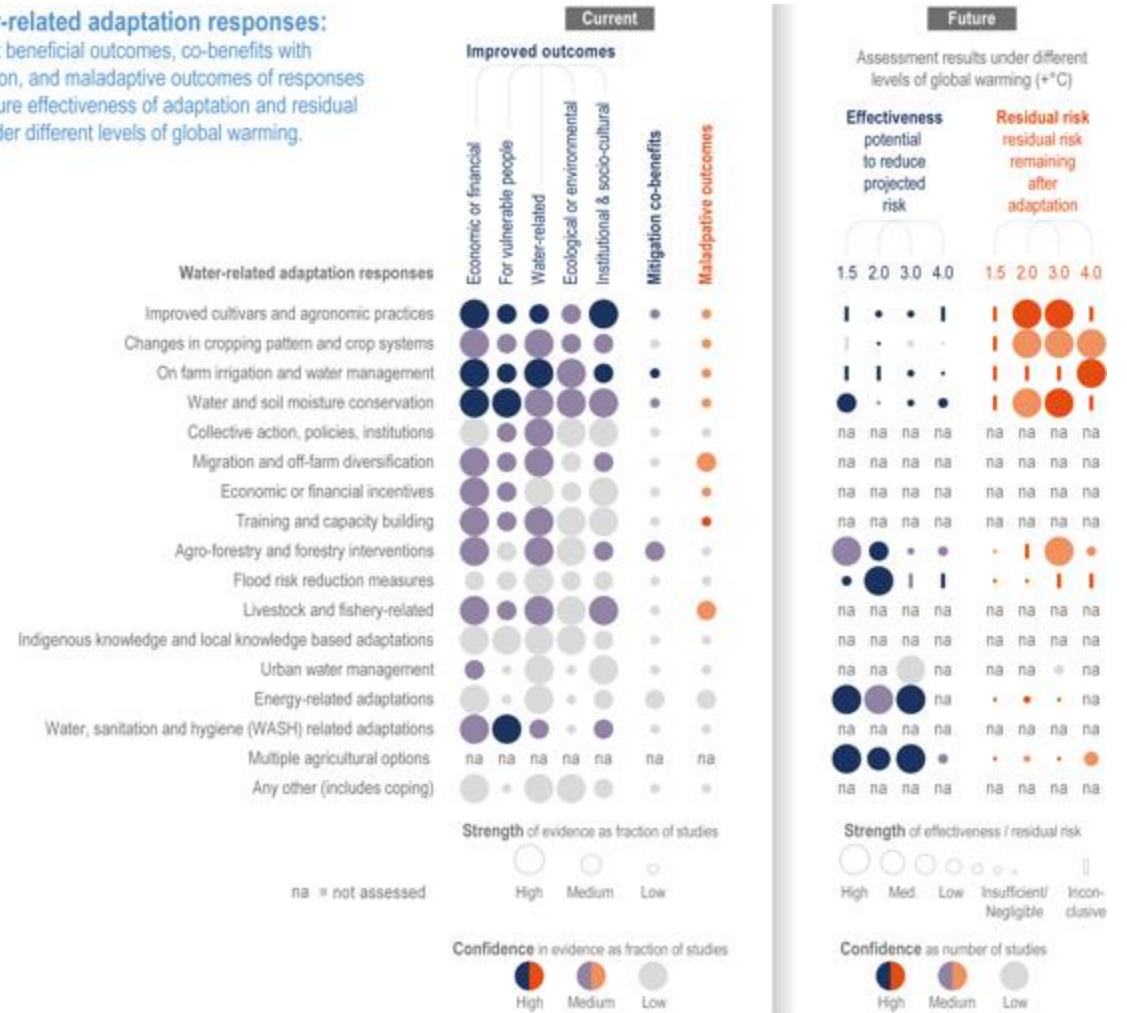 -related adaptation responses:
beneficial outcomes, co-benefits with
on, and maladaptive outcomes of responses
ure effectiveness of adaptation and residual
der different levels of global warming.
Current
Improved outcomes
Economic or financial
For vulnerable people
Water-related
Ecological or environmental
Institutional & socio-cultural
Mitigation co-benefits
Maladpative outcomes
Future
Assessment results under different
levels of global warming (+°C)
Effectiveness
potential
to reduce
projected
risk
Residual risk
residual risk
remaining
after
adaptation
Water-related adaptation responses
1.5 2.0 3.0 4.0 1.5 2.0 3.0 4.0
Improved cultivars and agronomic practices
Changes in cropping pattern and crop systems
On farm irrigation and water management
Water and soil moisture conservation
Collective action, policies, institutions na na na na na na na na
Migration and off-farm diversification na na na na na na na na
Economic or financial incentives na na na na na na na na
Training and capacity building na na na na na na na na
Agro-forestry and forestry interventions
Flood risk reduction measures
Livestock and fishery-related na na na na na na na na
Indigenous knowledge and local knowledge based adaptations na na na na na na na na
Urban water management na na na na na na
Energy-related adaptations na na
Water, sanitation and hygiene (WASH) related adaptations na na na na na na na na
Multiple agricultural options na na na na na na na
Any other (includes coping) na na na na na na na na
Strength of evidence as fraction of studies
High Medium Low
na = not assessed
Confidence in evidence as fraction of studies
High Medium Low
Strength of effectiveness / residual risk
High Med. Low Insufficient/ Incon-
Negligible clusive
Confidence as number of studies
High Medium Low